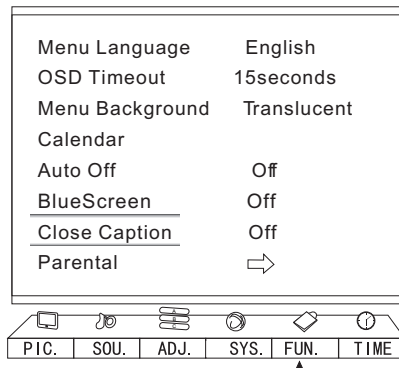 Menu Language English
OSD Timeout 15seconds
Menu Background Translucent
Calendar
Auto Off Off
BlueScreen Off
Close Caption Off
Parental
PIC. SOU. ADJ. SYS. FUN. TIME